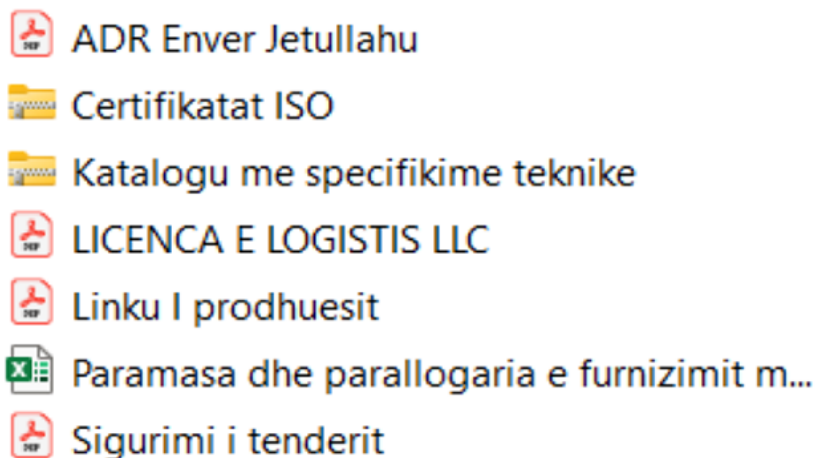 ADR Enver Jetullahu
Certifikatat ISO
Katalogu me specifikime teknike
LICENCA E LOGISTIS LLC
Linku I prodhuesit
Paramasa dhe parallogaria e furnizimit m...
Sigurimi i tenderit